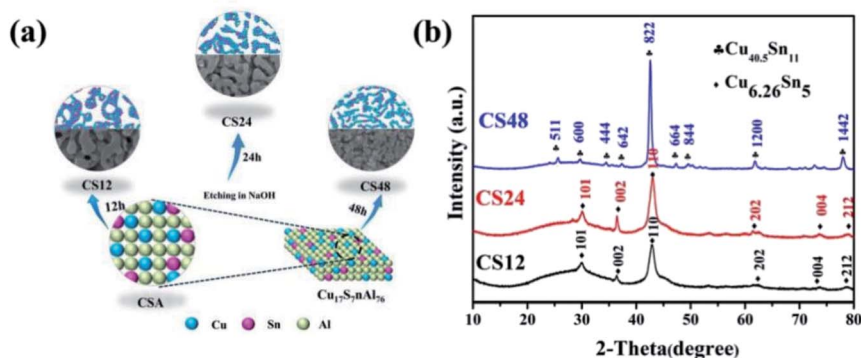 (a)
CS24
CS12
24h
CS48
Etching in NaOH
12h
48h
CSA
Cu17S7nAl76
Cu
Sn
Al
(b)
Intensity (a.u.)
822
♣Cu40.5Sn11
♦Cu6.26Sn5
CS48
511
600
444
642
664
844
1200
1442
CS24
101
002
110
202
004
212
CS12
101
002
110
202
004
212
10 20 30 40 50 60 70 80
2-Theta(degree)